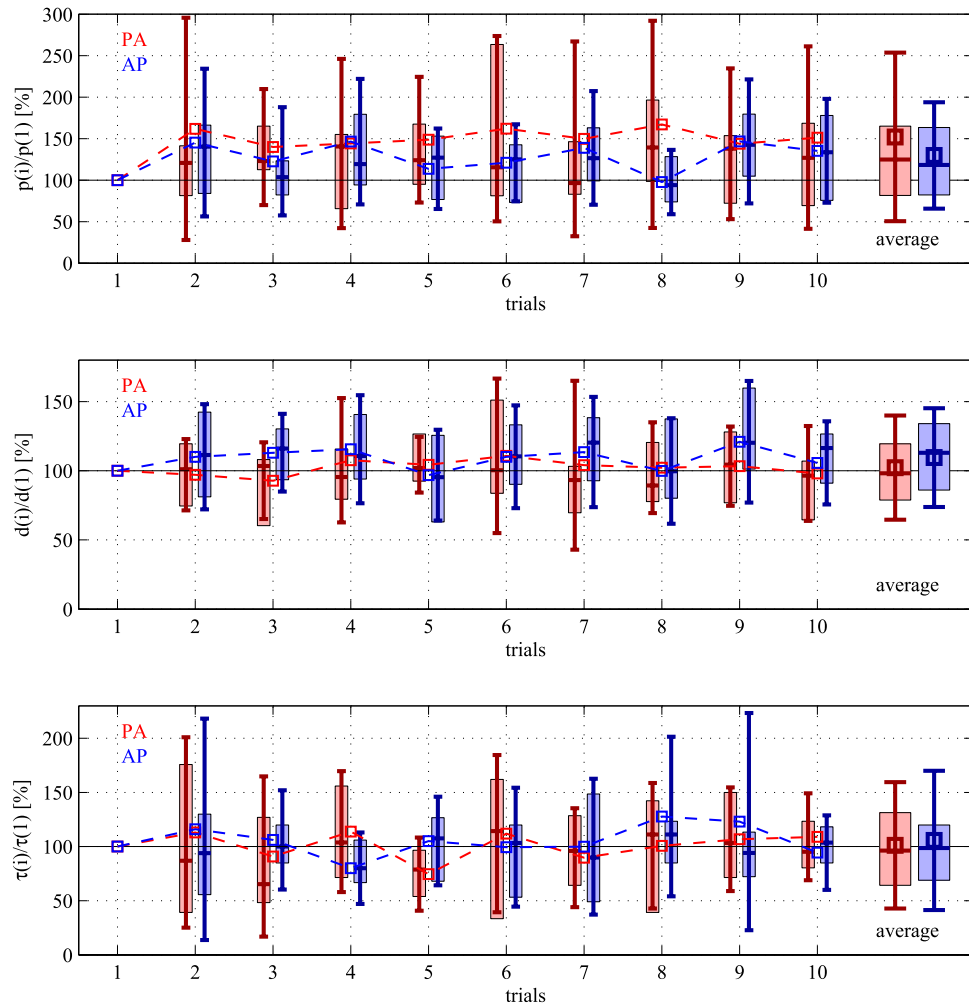 300
250
200
150
100
50
0
p(i)/p(1) [%]
PA
AP
average
1 2 3 4 5 6 7 8 9 10
trials
150
100
50
0
d(i)/d(1) [%]
PA
AP
average
1 2 3 4 5 6 7 8 9 10
trials
200
150
100
50
0
τ(i)/τ(1) [%]
PA
AP
average
1 2 3 4 5 6 7 8 9 10
trials